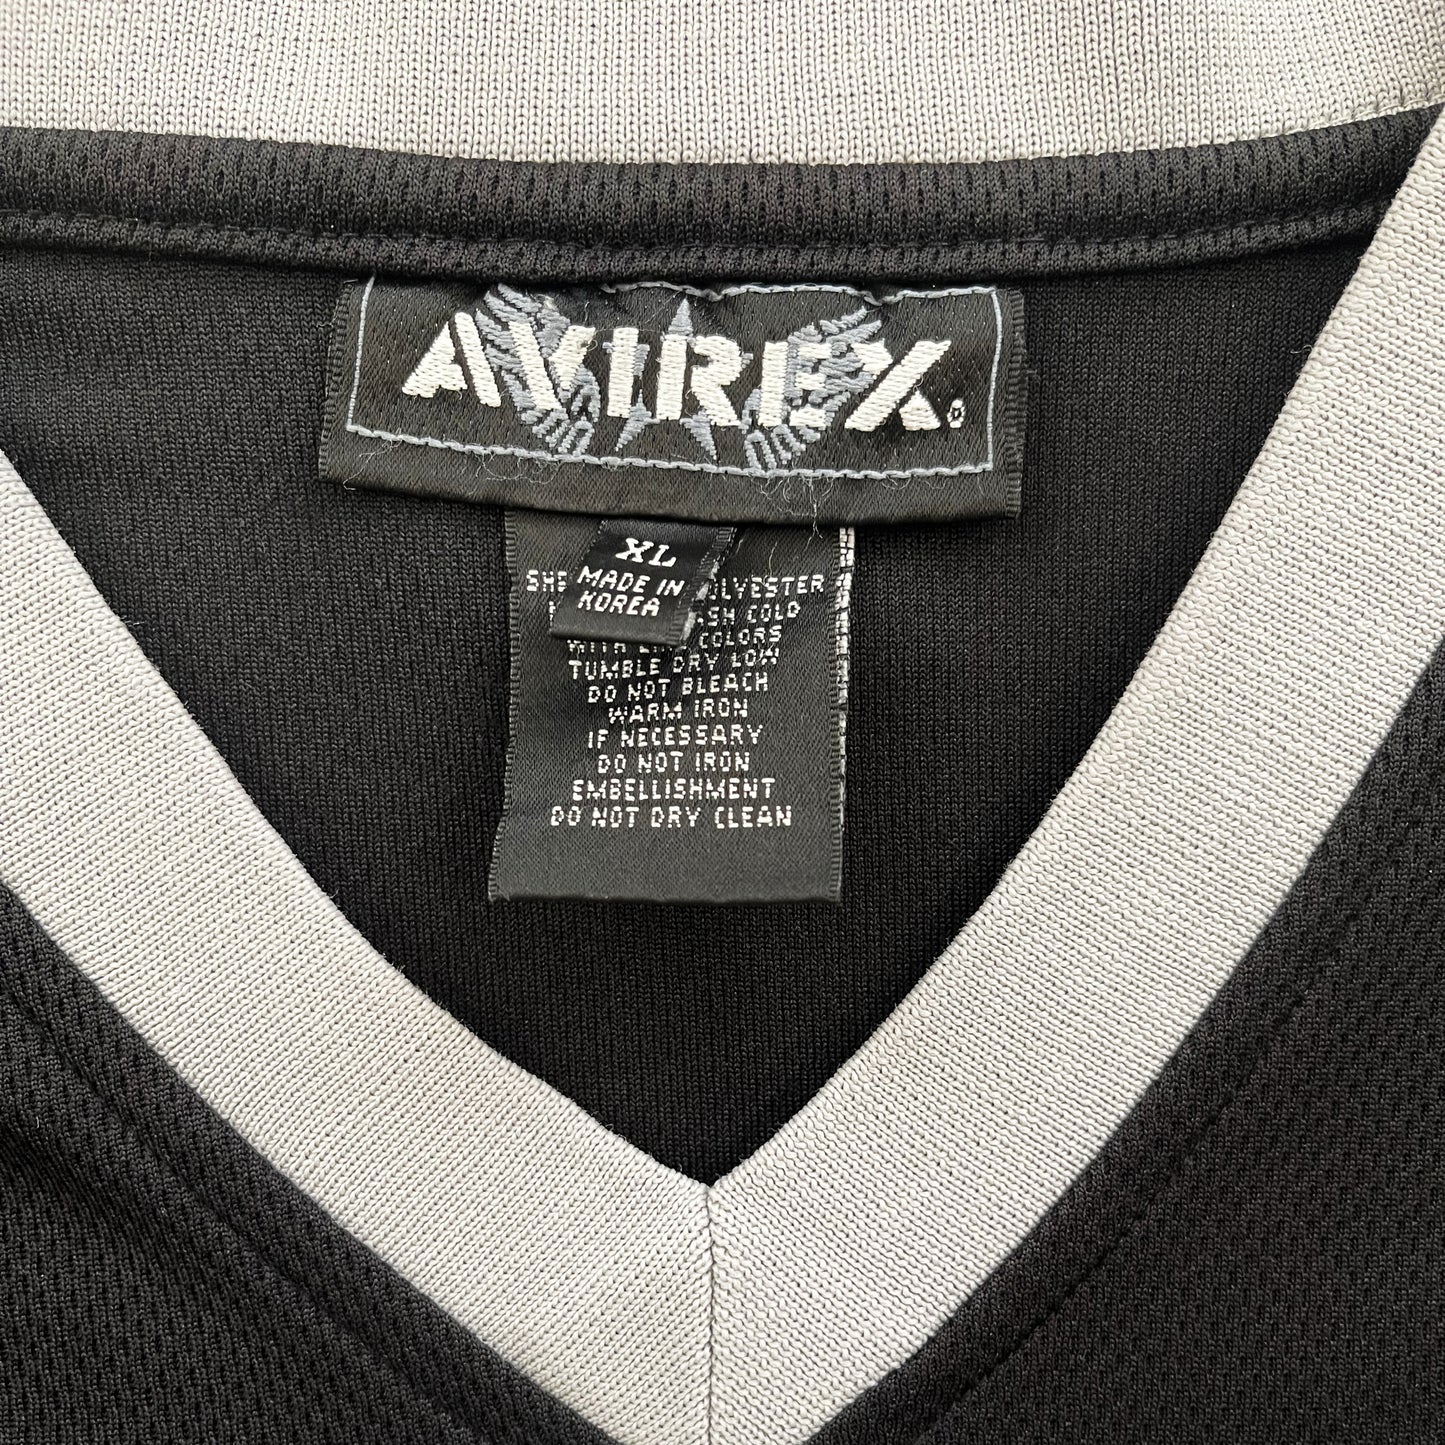 AVIREX®
XL
MADE IN
KOREA
COLD
COLORS
TUMBLE DRY LOW
DO NOT BLEACH
WARM IRON
IF NECESSARY
DO NOT IRON
EMBELLISHMENT
DO NOT DRY CLEAN